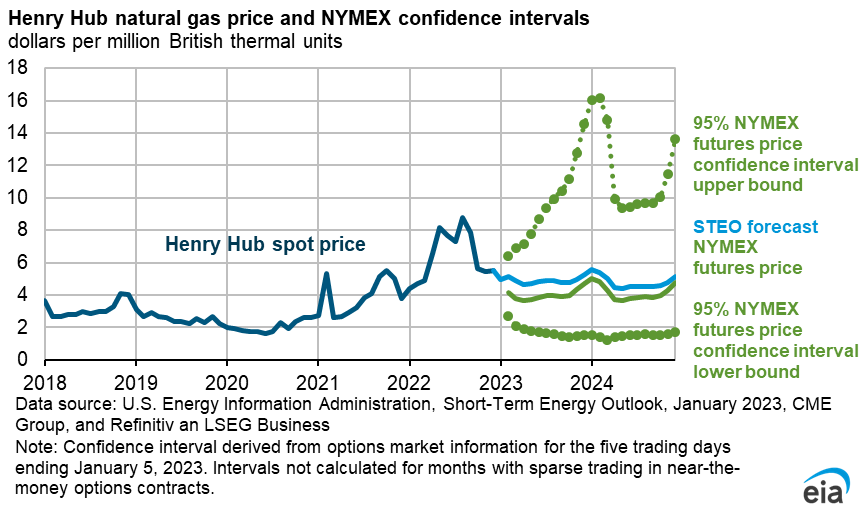 Henry Hub natural gas price and NYMEX confidence intervals
dollars per million British thermal units
18
16
14
12
10
8
6
4
2
0
95% NYMEX
futures price
confidence interval
upper bound
Henry Hub spot price
STEO forecast
NYMEX
futures price
95% NYMEX
futures price
confidence interval
lower bound
2018 2019 2020 2021 2022 2023 2024
Data source: U.S. Energy Information Administration, Short-Term Energy Outlook, January 2023, CME
Group, and Refinitiv an LSEG Business
Note: Confidence interval derived from options market information for the five trading days
ending January 5, 2023. Intervals not calculated for months with sparse trading in near-the-
money options contracts.
eia